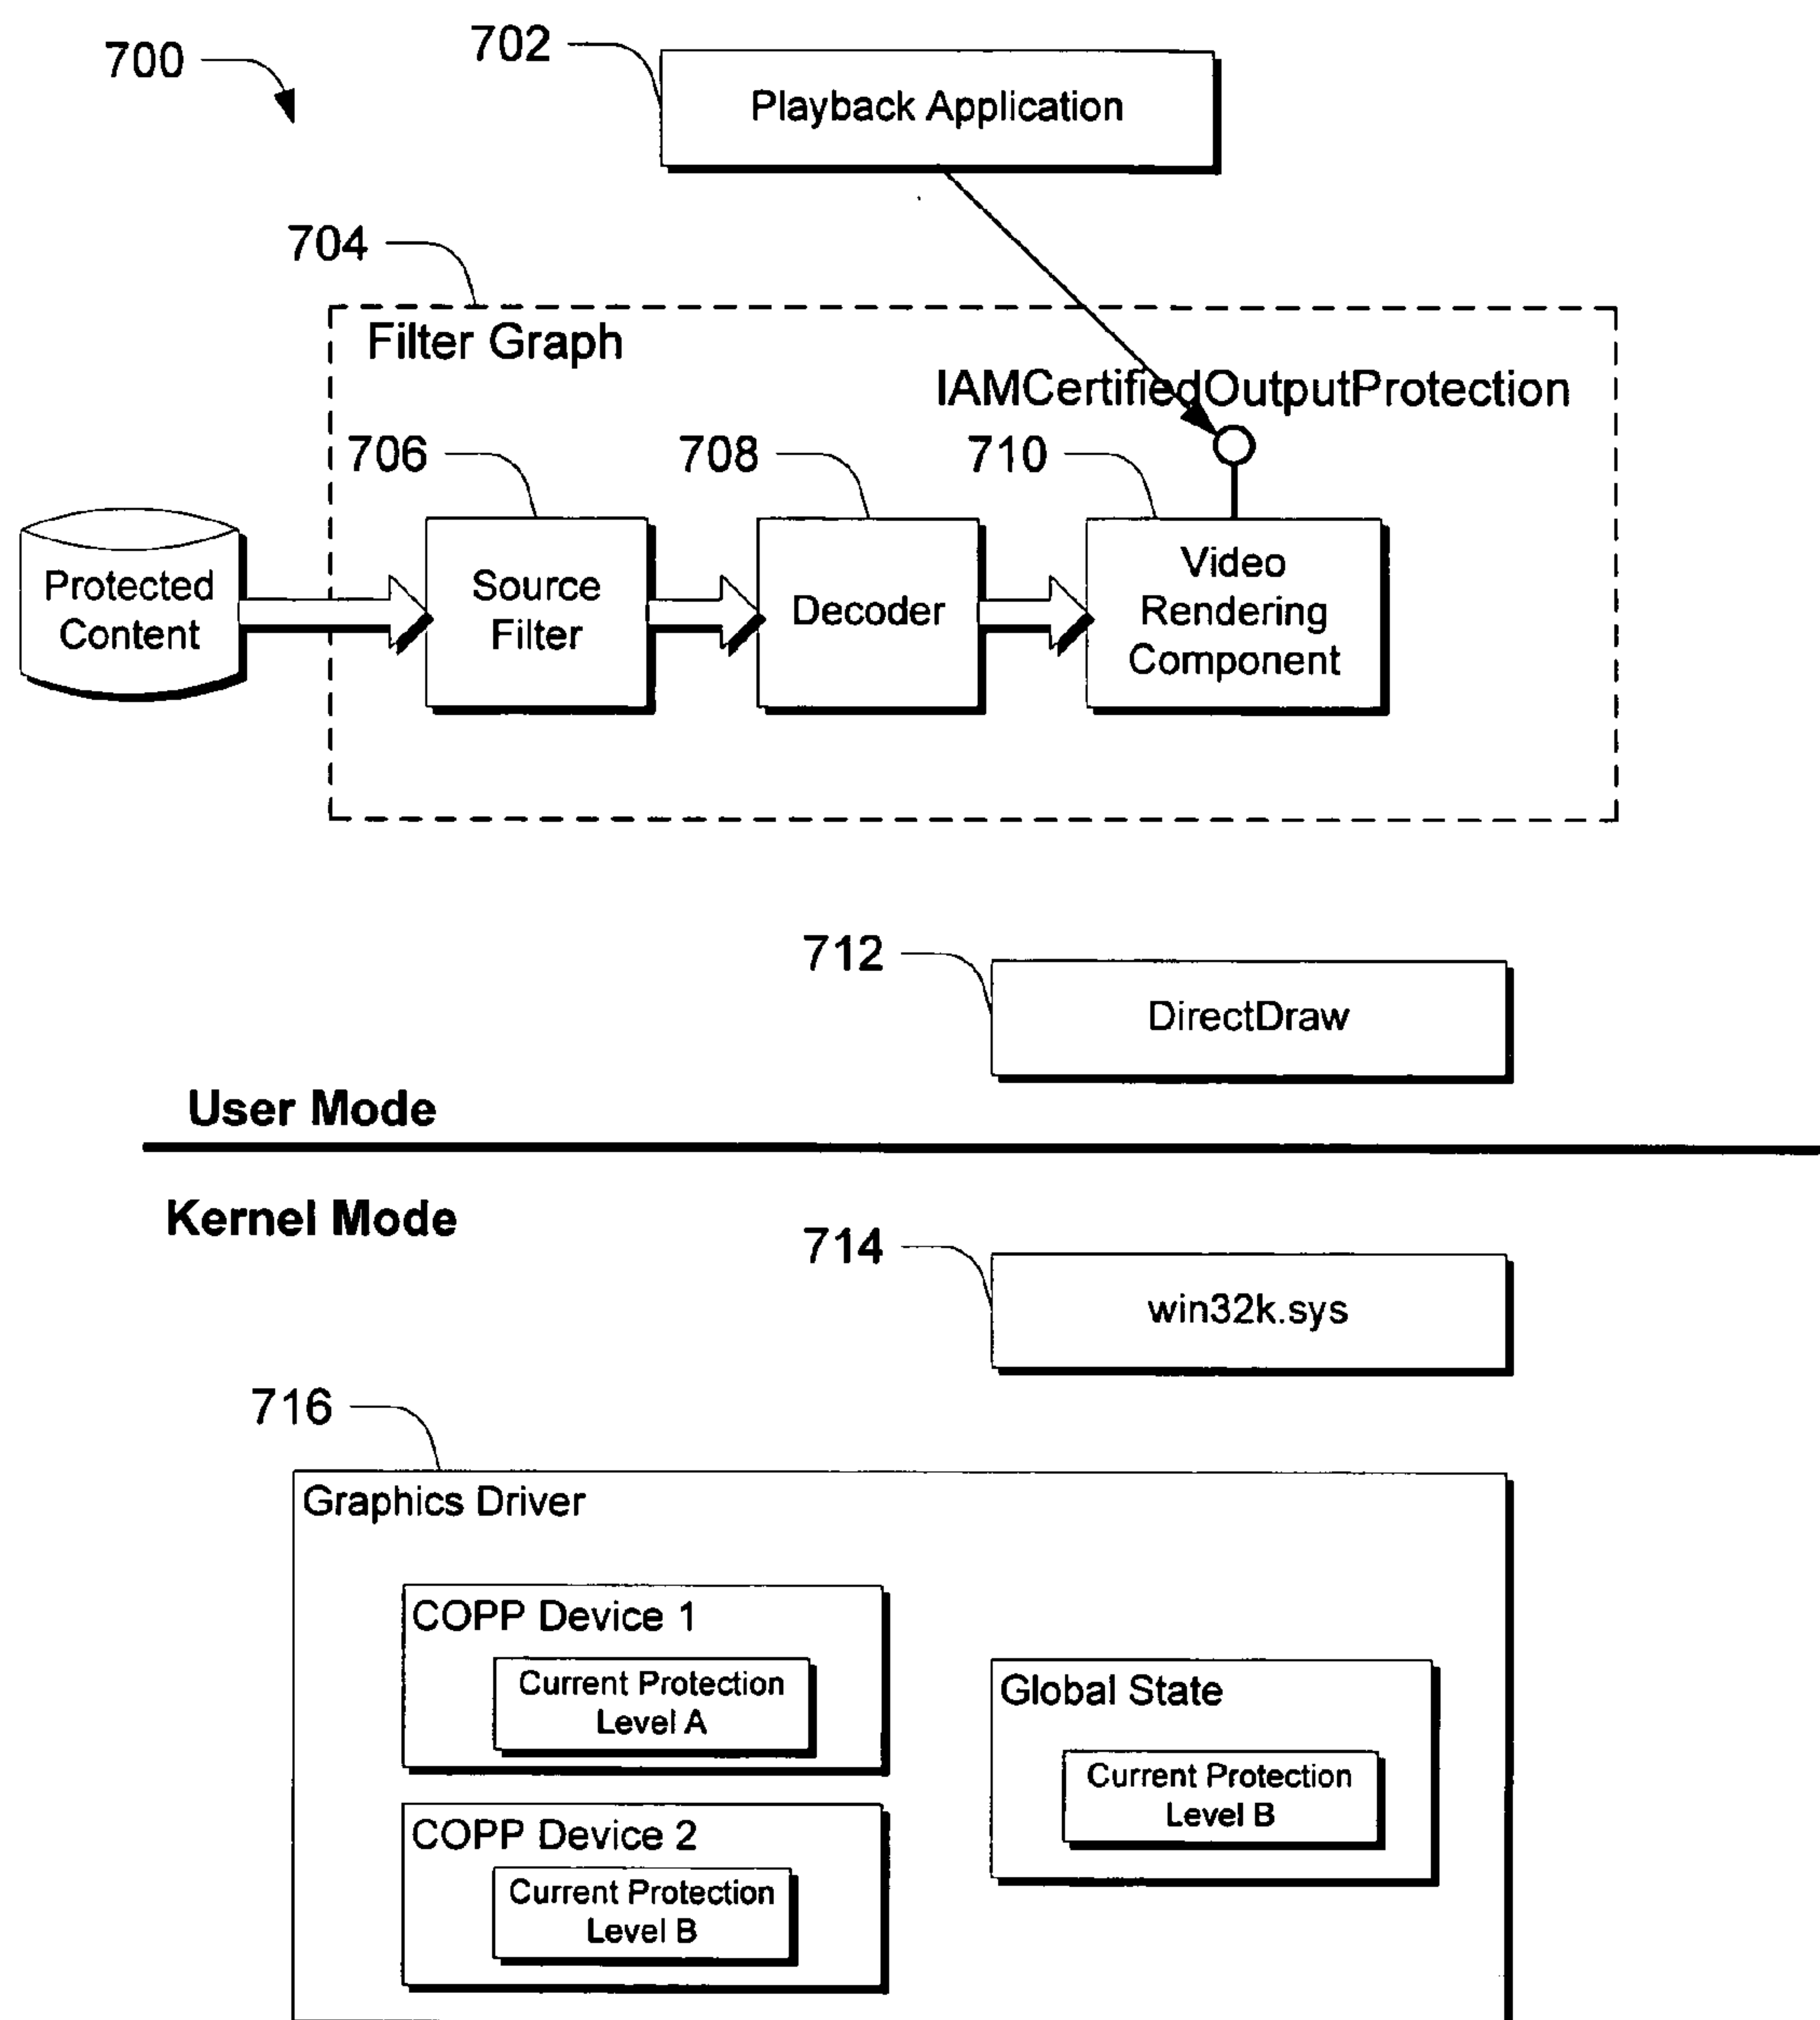 700
702
Playback Application
704
Filter Graph
IAMCertifiedOutputProtection
706
708
710
Protected
Content
Source
Filter
Decoder
Video
Rendering
Component
712
DirectDraw
User Mode
Kernel Mode
714
win32k.sys
716
Graphics Driver
COPP Device 1
Current Protection
Level A
Global State
Current Protection
Level B
COPP Device 2
Current Protection
Level B